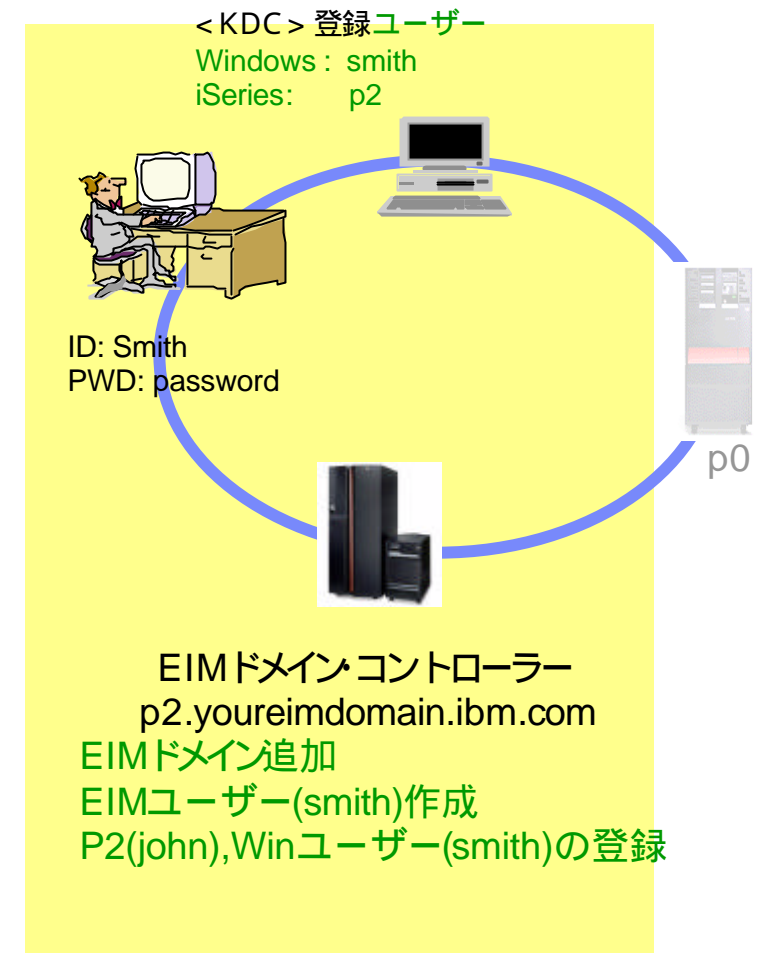 <KDC> 登録ユーザー
Windows : smith
iSeries: p2
ID: Smith
PWD: password
p0
EIMドメイン・コントローラー
p2.youreimdomain.ibm.com
EIMドメイン追加
EIMユーザー(smith)作成
P2(john),Winユーザー(smith)の登録